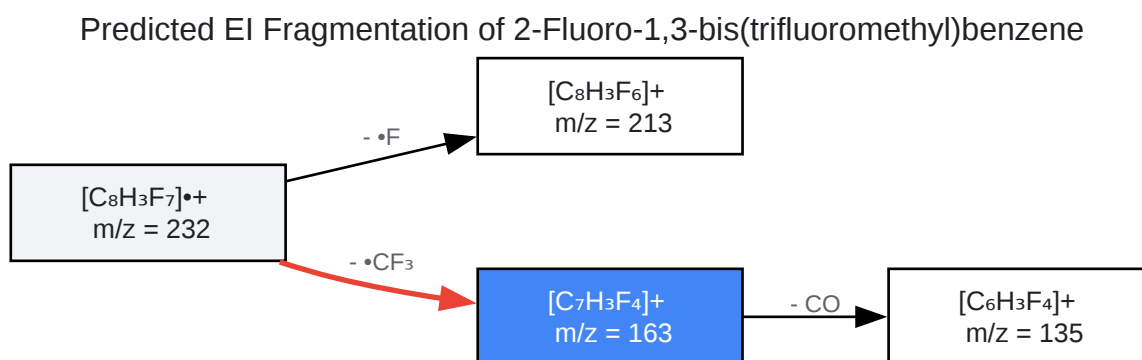 Predicted EI Fragmentation of 2-Fluoro-1,3-bis(trifluoromethyl)benzene
[C₈H₃F₆]+
m/z = 213
- •F
[C₈H₃F₇]•+
m/z = 232
- •CF₃
[C₇H₃F₄]+
m/z = 163
- CO
[C₆H₃F₄]+
m/z = 135